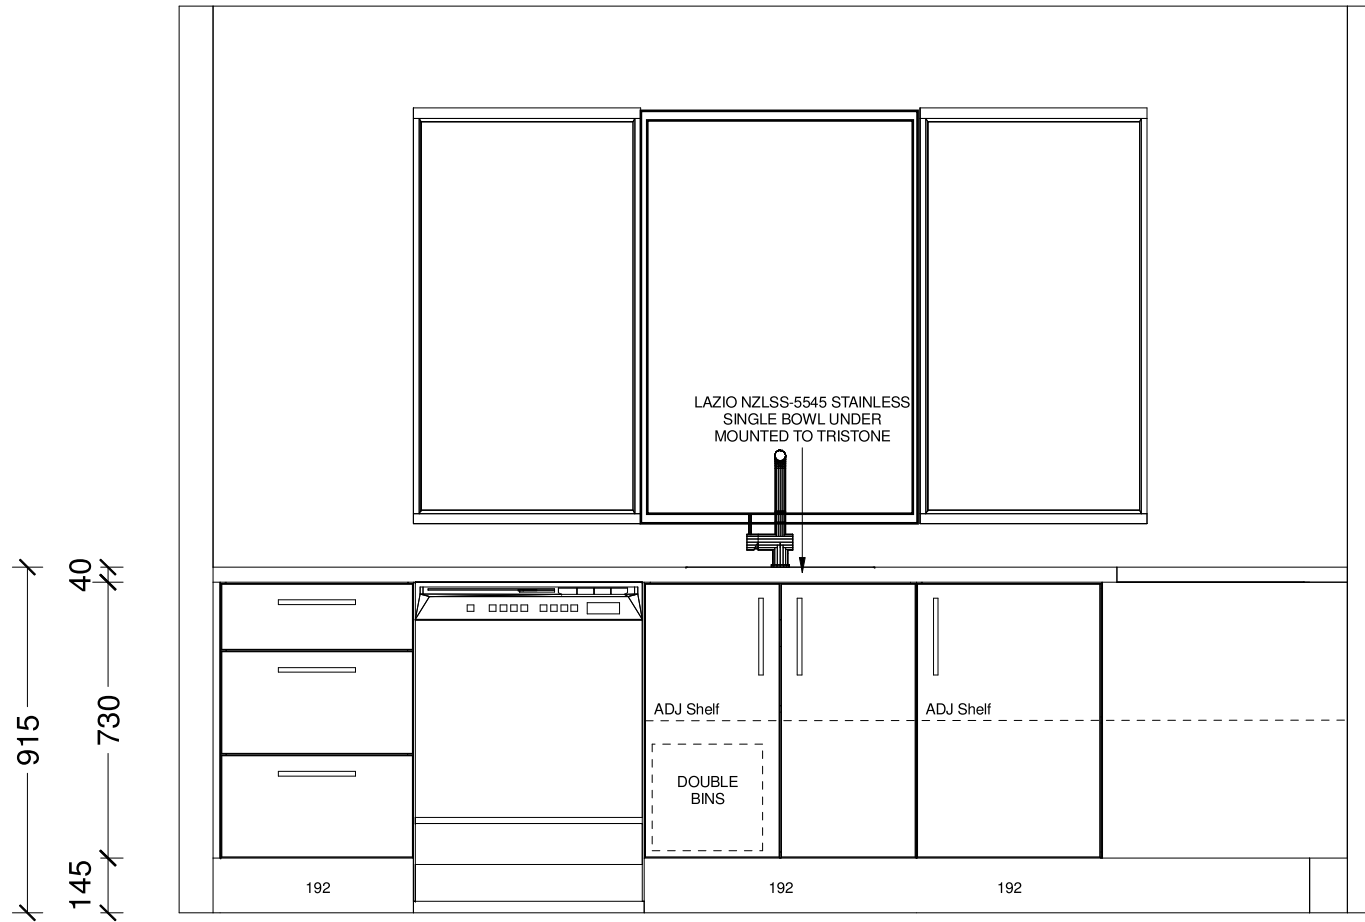 LAZIO NZLSS-5545 STAINLESS
SINGLE BOWL UNDER
MOUNTED TO TRISTONE
40
730
915
145
ADJ Shelf
ADJ Shelf
DOUBLE
BINS
192
192
192